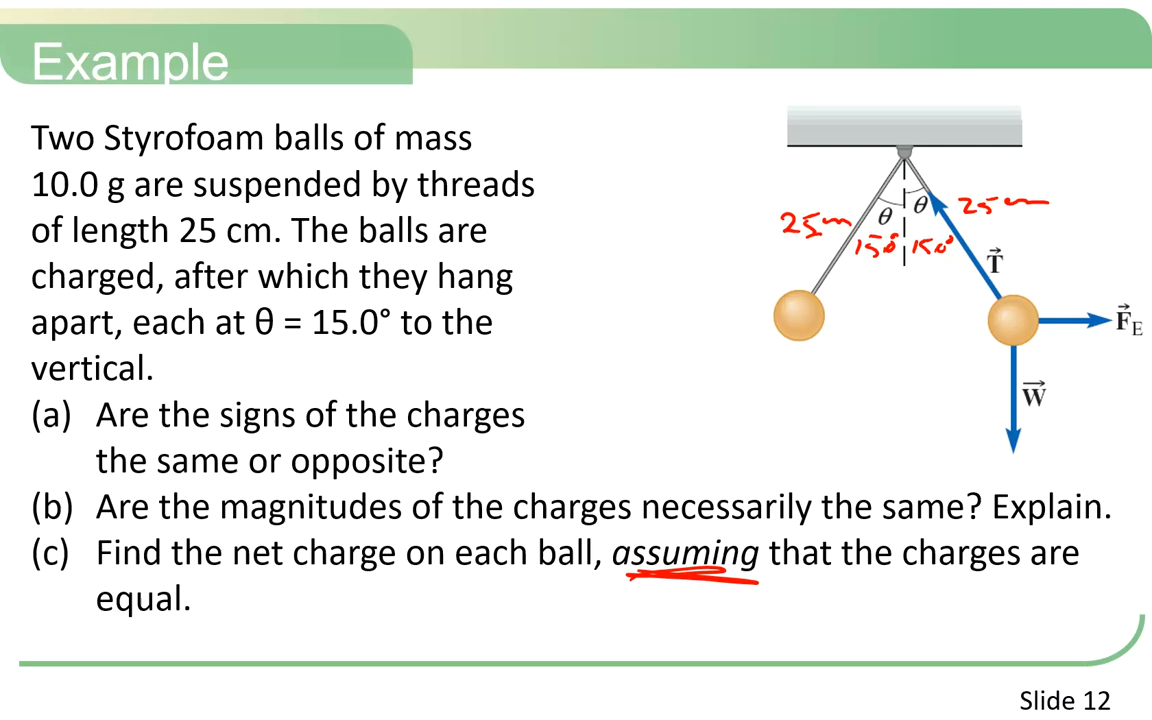 Example
Two Styrofoam balls of mass
10.0 g are suspended by threads
of length 25 cm. The balls are
charged, after which they hang
apart, each at θ = 15.0° to the
vertical.
(a) Are the signs of the charges
the same or opposite?
(b) Are the magnitudes of the charges necessarily the same? Explain.
(c) Find the net charge on each ball, assuming that the charges are
equal.
θ θ
25cm 25cm
15° 15°
T
F_E
W
Slide 12